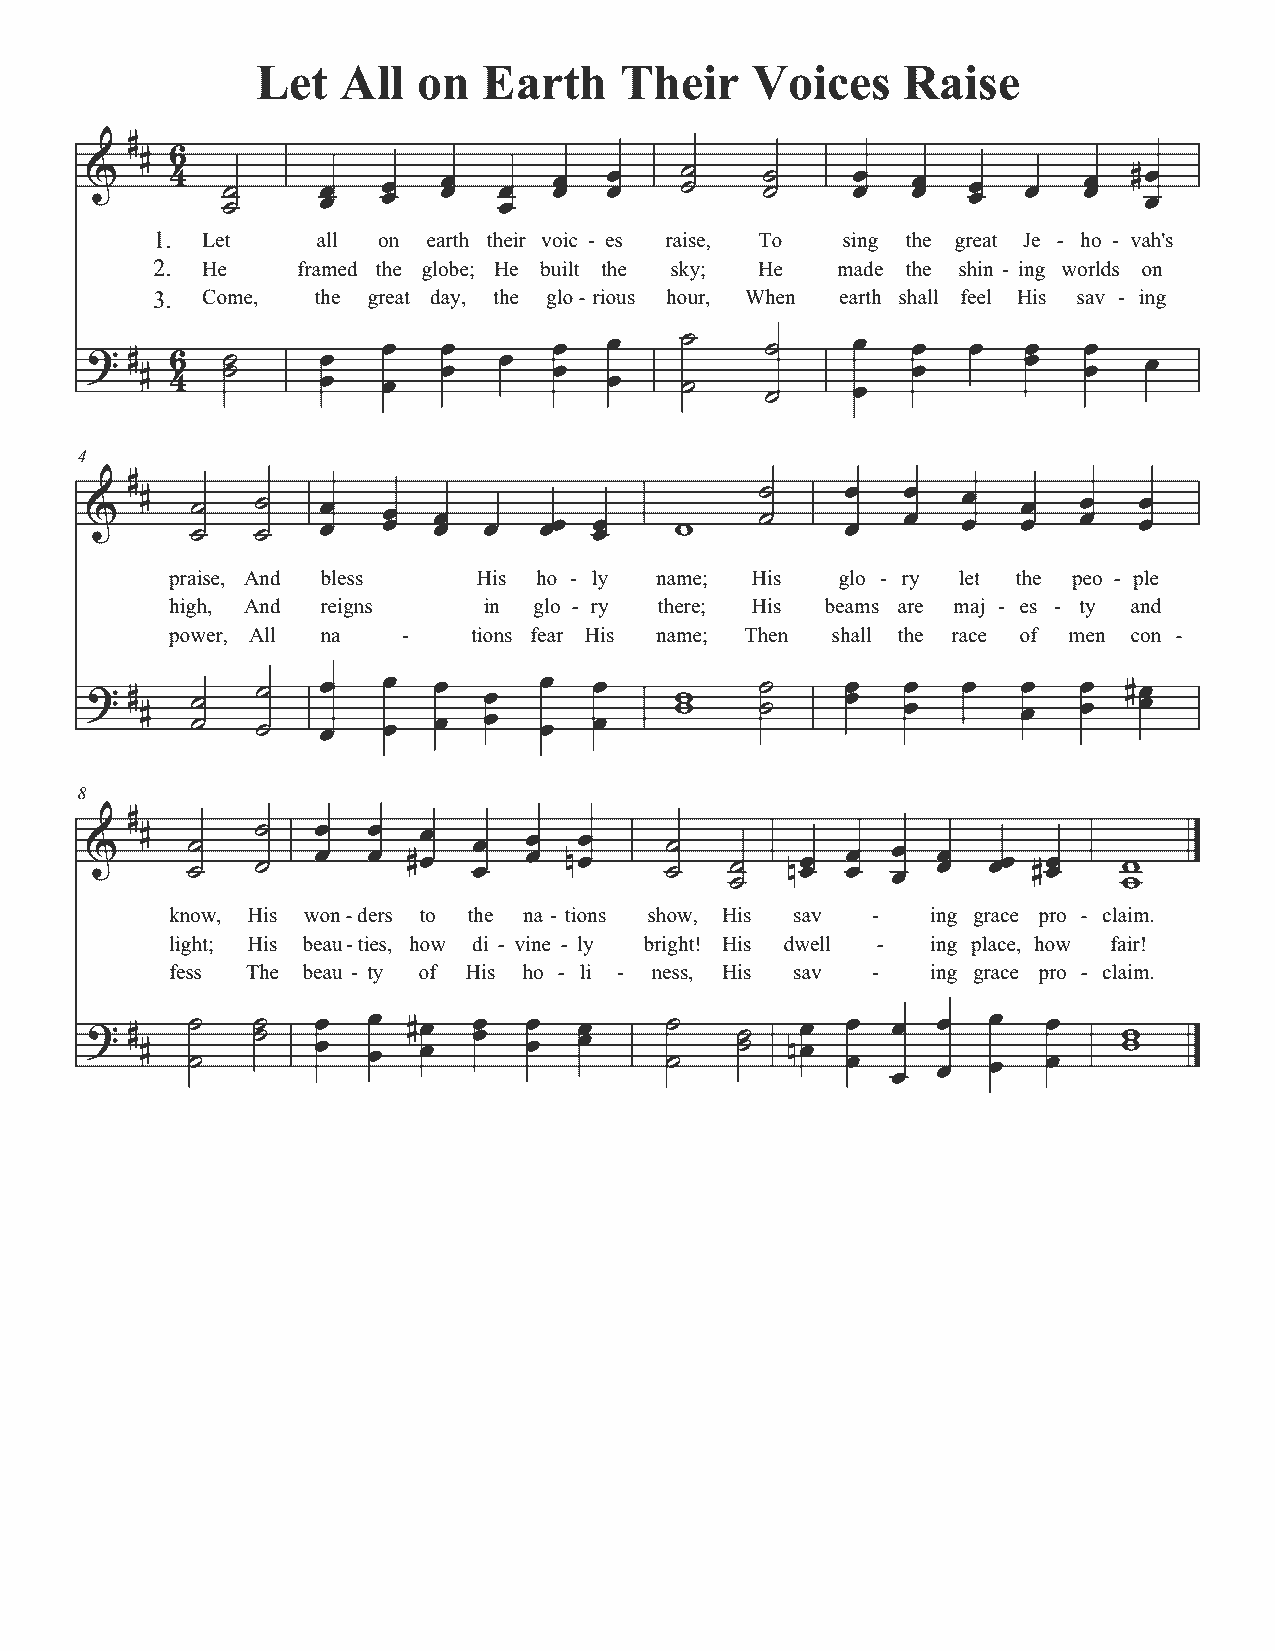 Let All on Earth Their Voices Raise
6 4
1. Let all on earth their voic - es raise, To sing the great Je - ho - vah's
2. He framed the globe; He built the sky; He made the shin - ing worlds on
3. Come, the great day, the glo - rious hour, When earth shall feel His sav - ing
6 4
4
praise, And bless His ho - ly name; His glo - ry let the peo - ple
high, And reigns in glo - ry there; His beams are maj - es - ty and
power, All na - tions fear His name; Then shall the race of men con -
8
know, His won - ders to the na - tions show, His sav - ing grace pro - claim.
light; His beau - ties, how di - vine - ly bright! His dwell - ing place, how fair!
fess The beau - ty of His ho - li - ness, His sav - ing grace pro - claim.